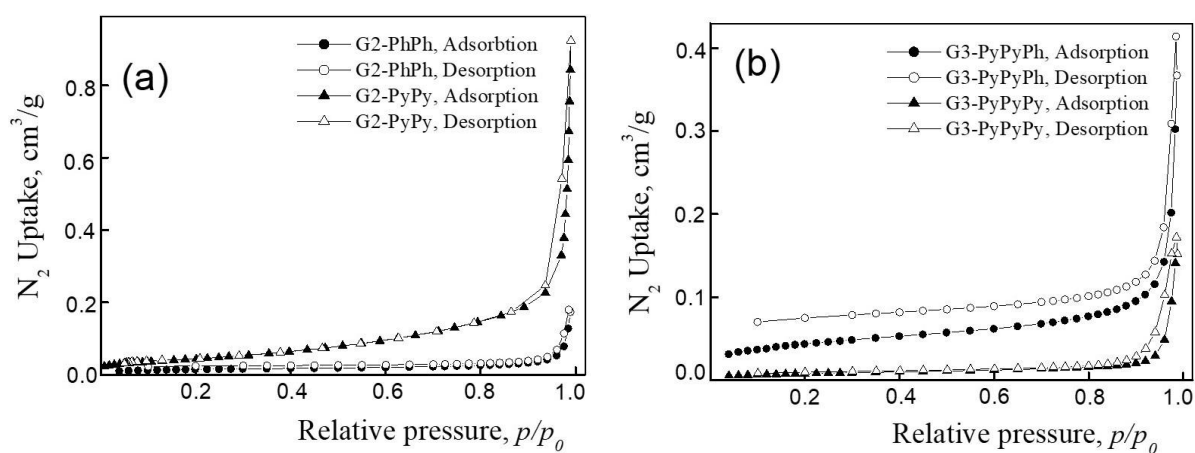 (a)
G2-PhPh, Adsorbtion
G2-PhPh, Desorption
G2-PyPy, Adsorption
G2-PyPy, Desorption
N2 Uptake, cm³/g
0.8
0.6
0.4
0.2
0.0
0.2 0.4 0.6 0.8 1.0
Relative pressure, p/p0
(b)
G3-PyPyPh, Adsorption
G3-PyPyPh, Desorption
G3-PyPyPy, Adsorption
G3-PyPyPy, Desorption
N2 Uptake, cm³/g
0.4
0.3
0.2
0.1
0.0
0.2 0.4 0.6 0.8 1.0
Relative pressure, p/p0